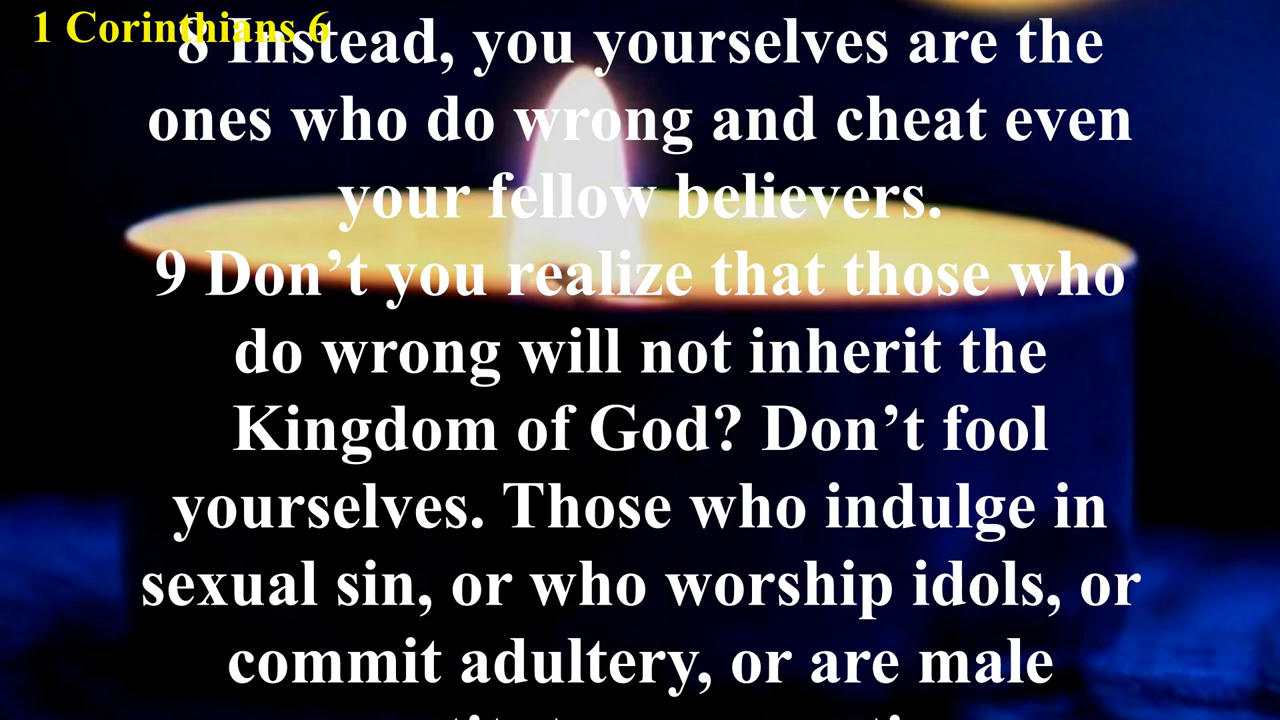 1 Corinthians 6
8 Instead, you yourselves are the
ones who do wrong and cheat even
your fellow believers.
9 Don’t you realize that those who
do wrong will not inherit the
Kingdom of God? Don’t fool
yourselves. Those who indulge in
sexual sin, or who worship idols, or
commit adultery, or are male